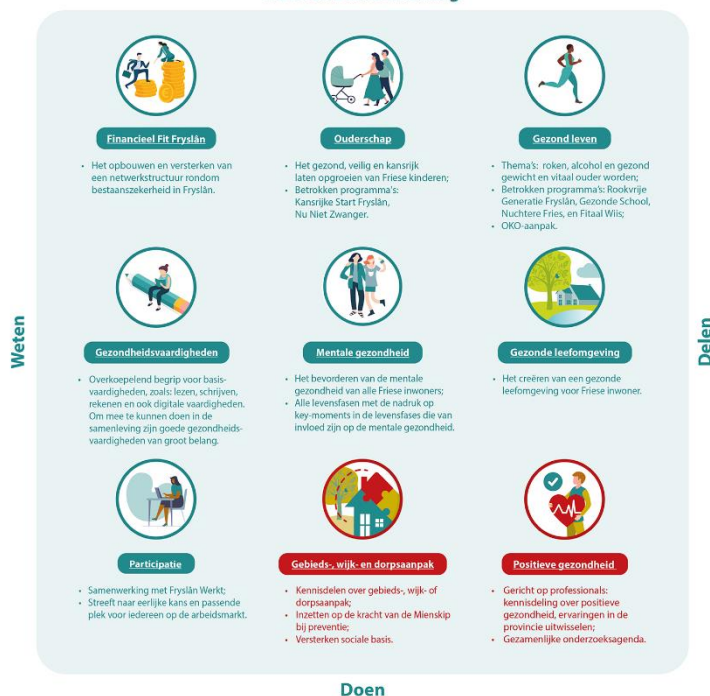 Financieel Fit Fryslân
Ouderschap
Gezond leven
• Het opbouwen en versterken van
een netwerkstructuur rondom
bestaanszekerheid in Fryslân.
• Het gezond, veilig en kansrijk
laten opgroeien van Friese kinderen;
• Betrokken programma's:
Kansrijke Start Fryslân,
Nu Niet Zwanger.
• Thema's: roken, alcohol en gezond
gewicht en vitaal ouder worden;
• Betrokken programma's: Rookvrije
Generatie Fryslân, Gezonde School,
Nuchtere Fries, en Fitaal Wiis;
• OKO-aanpak.
Weten
Delen
Gezondheidsvaardigheden
Mentale gezondheid
Gezonde leefomgeving
• Overkoepelend begrip voor basis-
vaardigheden, zoals: lezen, schrijven,
rekenen en ook digitale vaardigheden.
Om mee te kunnen doen in de
samenleving zijn goede gezondheids-
vaardigheden van groot belang.
• Het bevorderen van de mentale
gezondheid van alle Friese inwoners;
• Alle levensfasen met de nadruk op
key-moments in de levensfases die van
invloed zijn op de mentale gezondheid.
• Het creëren van een gezonde
leefomgeving voor Friese inwoner.
Participatie
Gebieds-, wijk- en dorpsaanpak
Positieve gezondheid
• Samenwerking met Fryslân Werkt;
• Streeft naar eerlijke kans en passende
plek voor iedereen op de arbeidsmarkt.
• Kennisdelen over gebieds-, wijk- of
dorpsaanpak;
• Inzetten op de kracht van de Mienskip
bij preventie;
• Versterken sociale basis.
• Gericht op professionals:
kennisdeling over positieve
gezondheid, ervaringen in de
provincie uitwisselen;
• Gezamenlijke onderzoeksagenda.
Doen